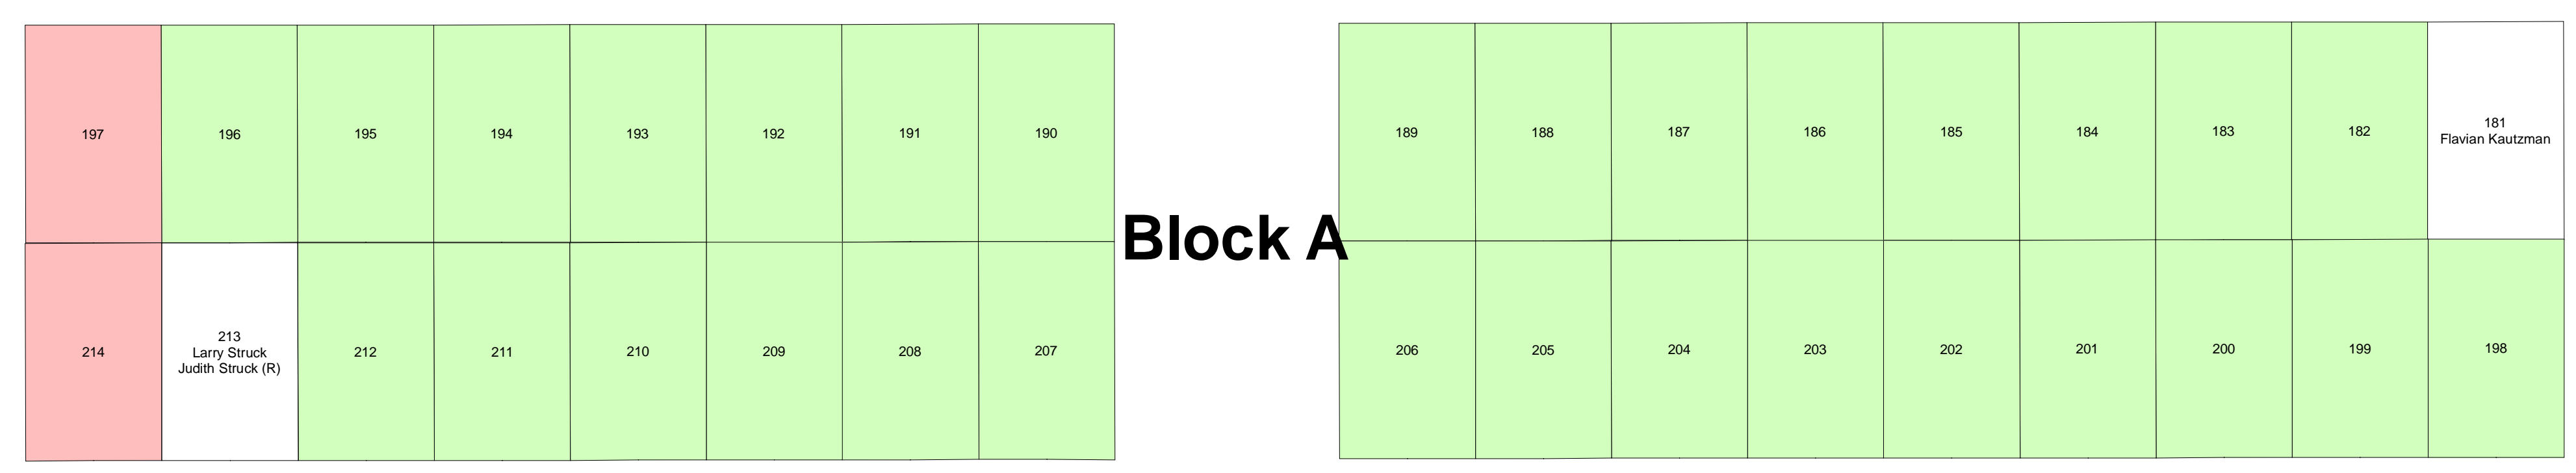 197 196 195 194 193 192 191 190 189 188 187 186 185 184 183 182 181
Flavian Kautzman
Block A
214 213 212 211 210 209 208 207 206 205 204 203 202 201 200 199 198
Larry Struck
Judith Struck (R)